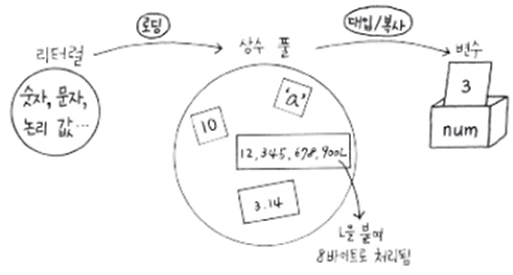 로딩
대입/복사
리터럴
상수 풀
변수
숫자, 문자,
논리 값…
10
'a'
12,345,678,900L
3.14
3
num
L을 붙여
8바이트로 처리됨